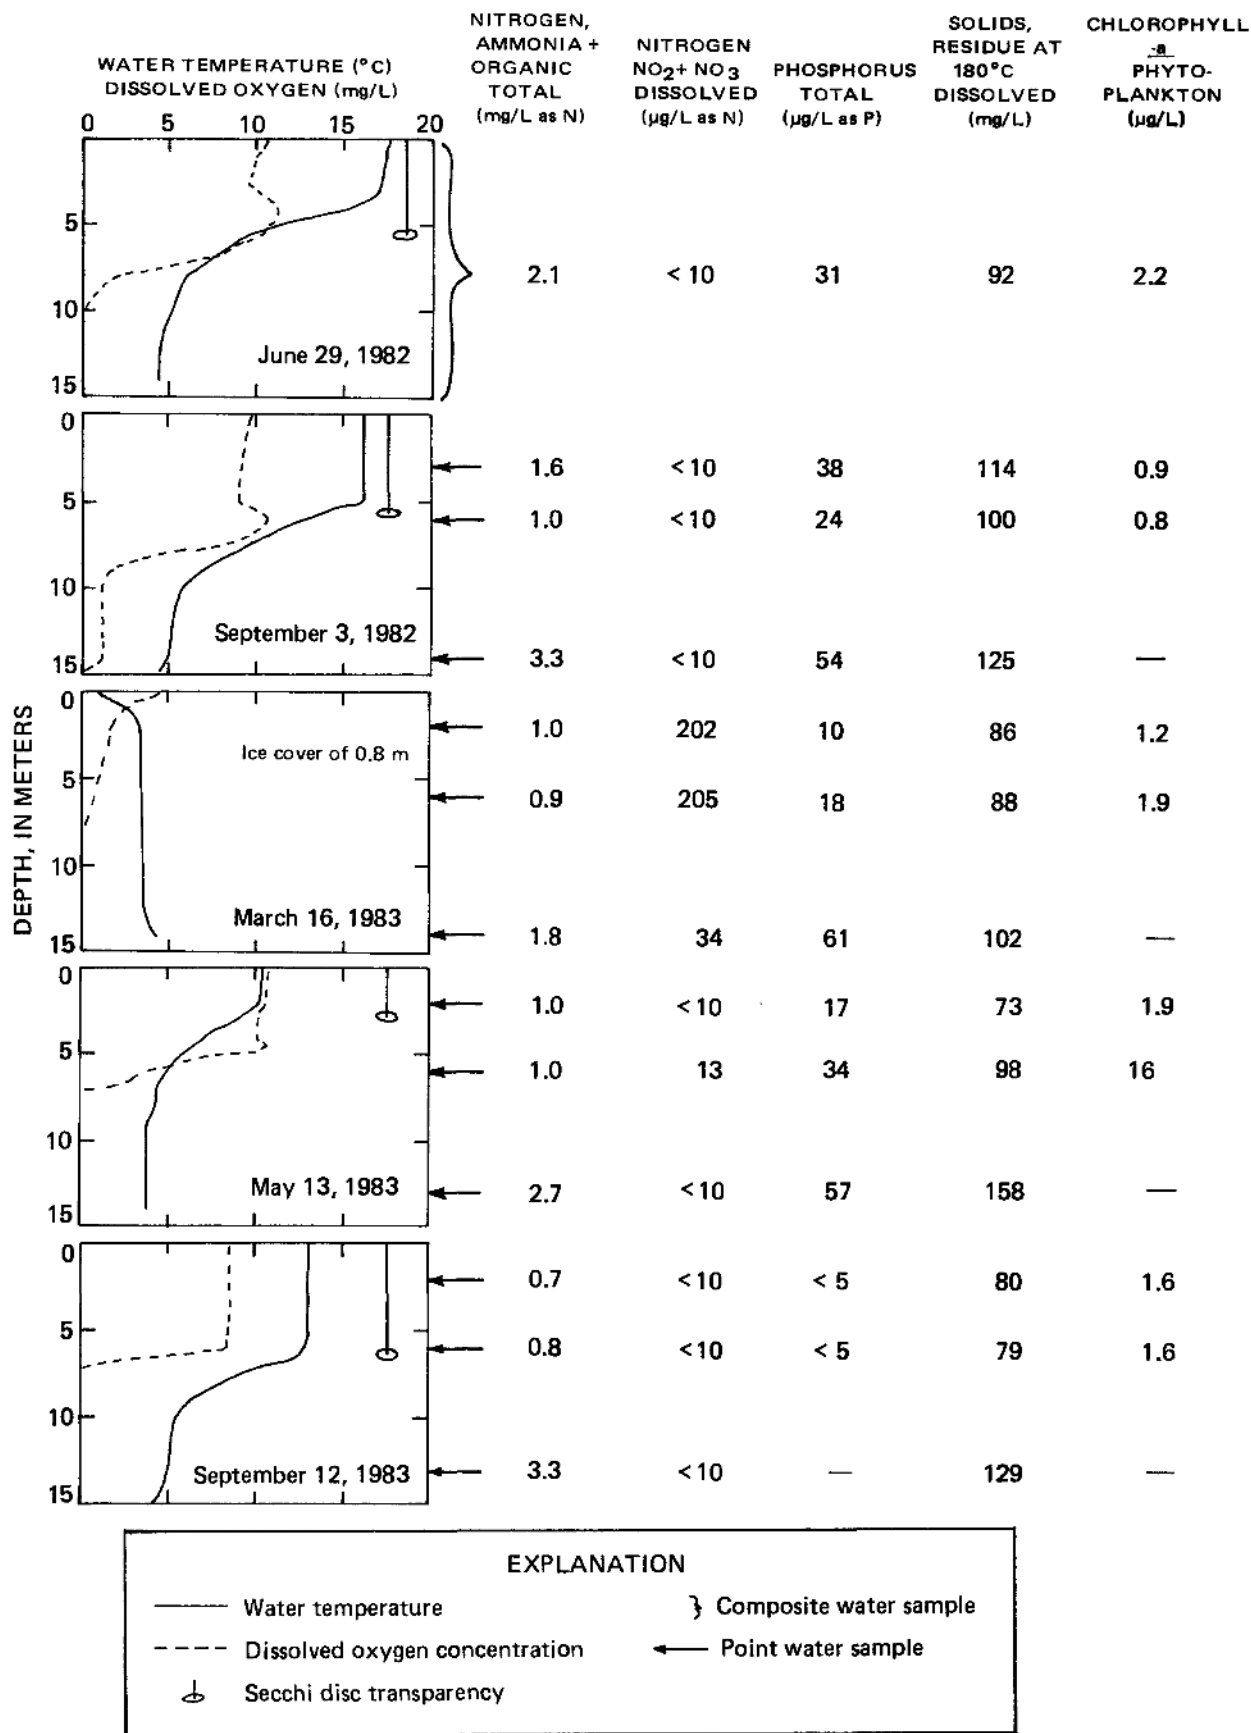 WATER TEMPERATURE (°C)
DISSOLVED OXYGEN (mg/L)
NITROGEN,
AMMONIA +
ORGANIC
TOTAL
(mg/L as N)
NITROGEN
NO2+ NO3
DISSOLVED
(µg/L as N)
PHOSPHORUS
TOTAL
(µg/L as P)
SOLIDS,
RESIDUE AT
180°C
DISSOLVED
(mg/L)
CHLOROPHYLL
-a
PHYTO-
PLANKTON
(µg/L)
0 5 10 15 20
5
10
15
June 29, 1982
2.1 < 10 31 92 2.2
0
5
10
15
September 3, 1982
1.6 < 10 38 114 0.9
1.0 <10 24 100 0.8
3.3 <10 54 125 —
DEPTH, IN METERS
0
5
10
15
Ice cover of 0.8 m
March 16, 1983
1.0 202 10 86 1.2
0.9 205 18 88 1.9
1.8 34 61 102 —
0
5
10
15
May 13, 1983
1.0 <10 17 73 1.9
1.0 13 34 98 16
2.7 <10 57 158 —
0
5
10
15
September 12, 1983
0.7 <10 < 5 80 1.6
0.8 <10 < 5 79 1.6
3.3 <10 — 129 —
EXPLANATION
Water temperature
Dissolved oxygen concentration
Secchi disc transparency
} Composite water sample
Point water sample